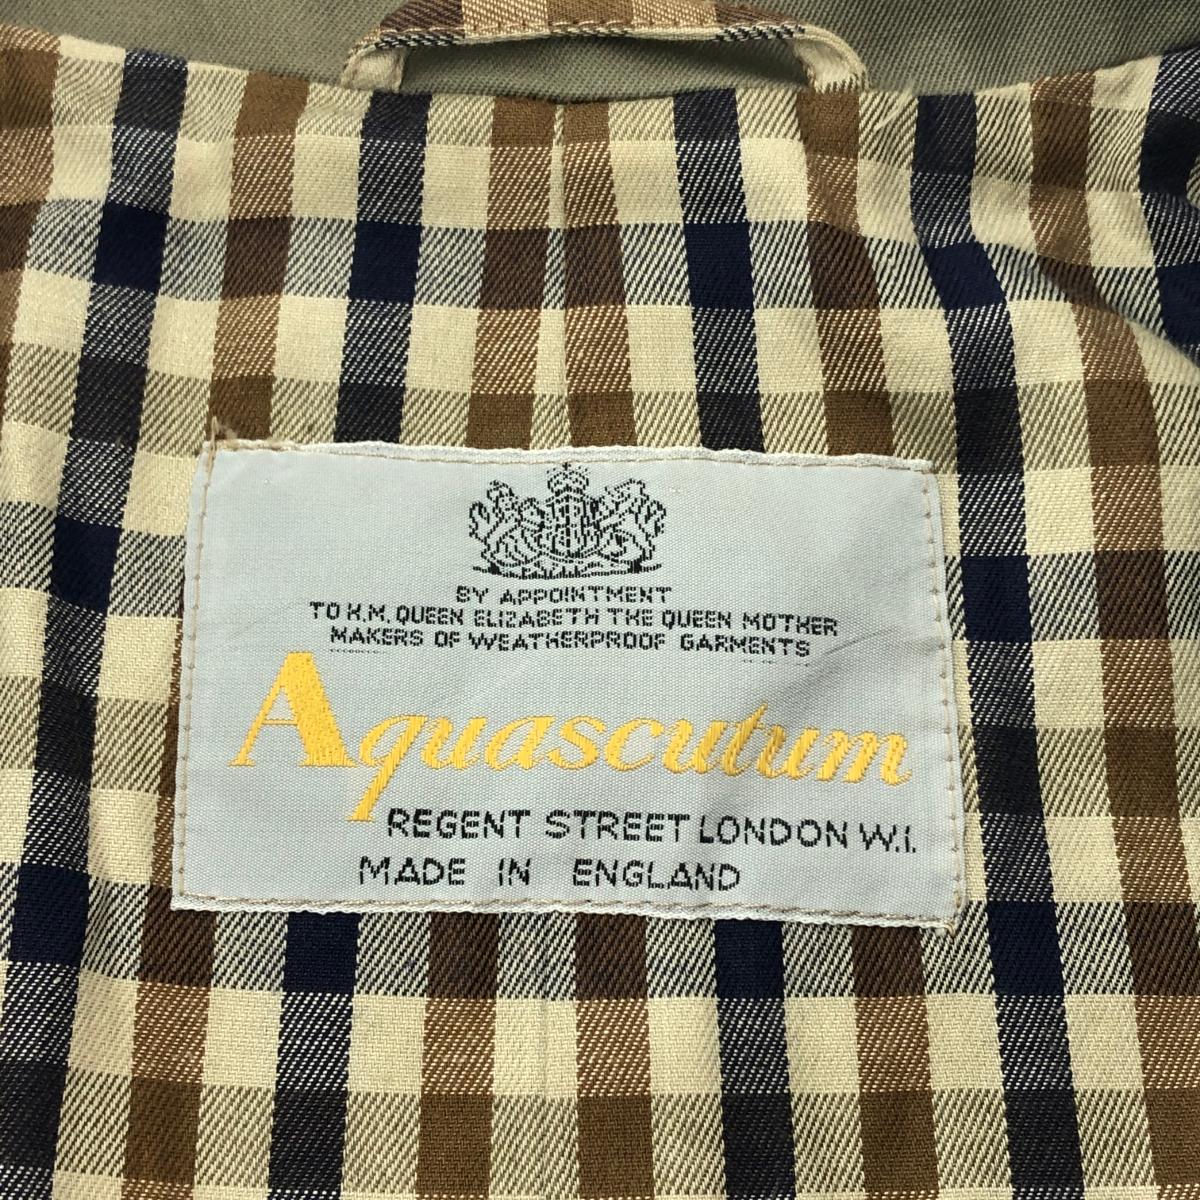 BY APPOINTMENT
TO H.M. QUEEN ELIZABETH THE QUEEN MOTHER
MAKERS OF WEATHERPROOF GARMENTS
Aquascutum
REGENT STREET LONDON W.I.
MADE IN ENGLAND